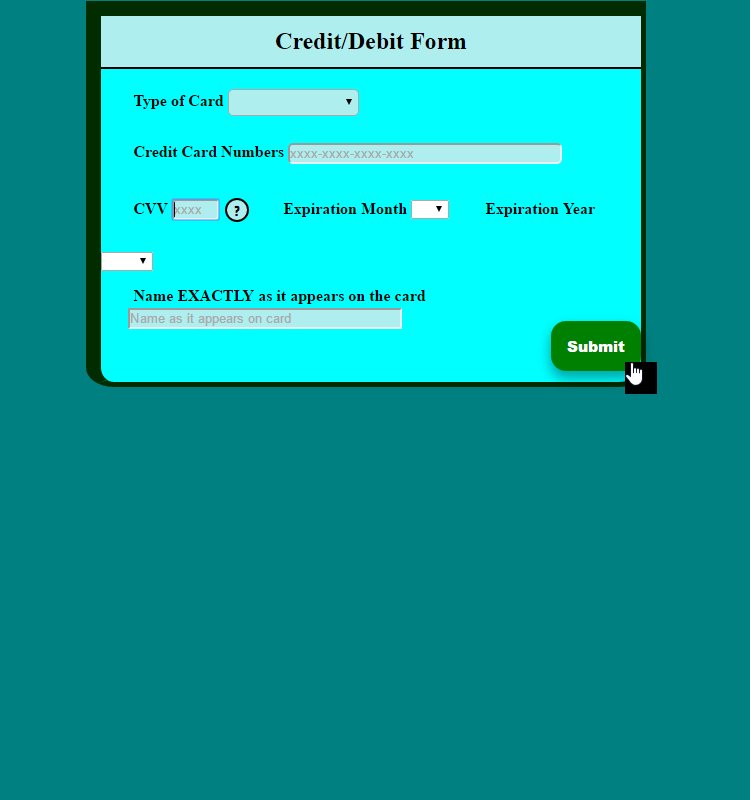 Credit/Debit Form
Type of Card
Credit Card Numbers xxxx-xxxx-xxxx-xxxx
CVV xxxx ? Expiration Month Expiration Year
Name EXACTLY as it appears on the card
Name as it appears on card
Submit